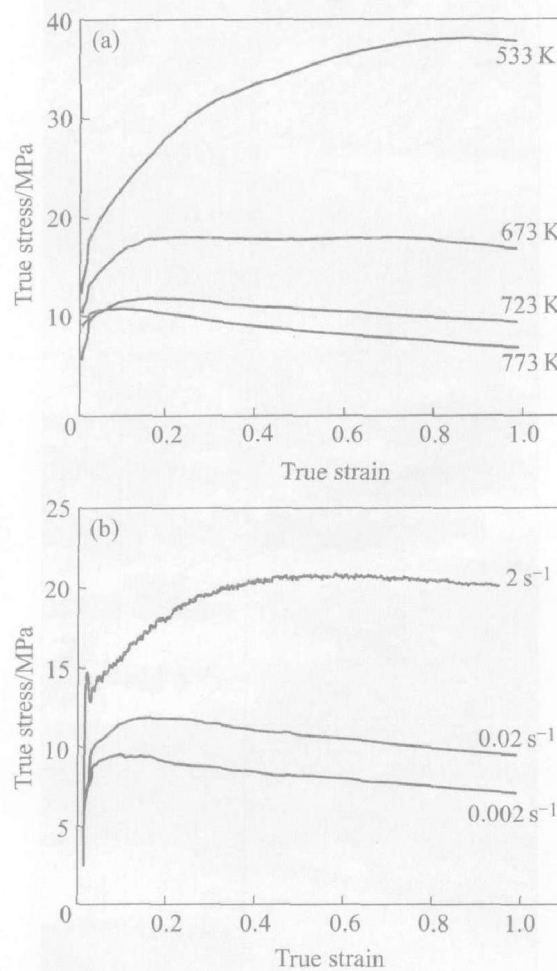 (a)
40
30
20
10
0
True stress/MPa
533 K
673 K
723 K
773 K
0.2
0.4
0.6
0.8
1.0
True strain
(b)
25
20
15
10
5
0
True stress/MPa
2 s⁻¹
0.02 s⁻¹
0.002 s⁻¹
0.2
0.4
0.6
0.8
1.0
True strain